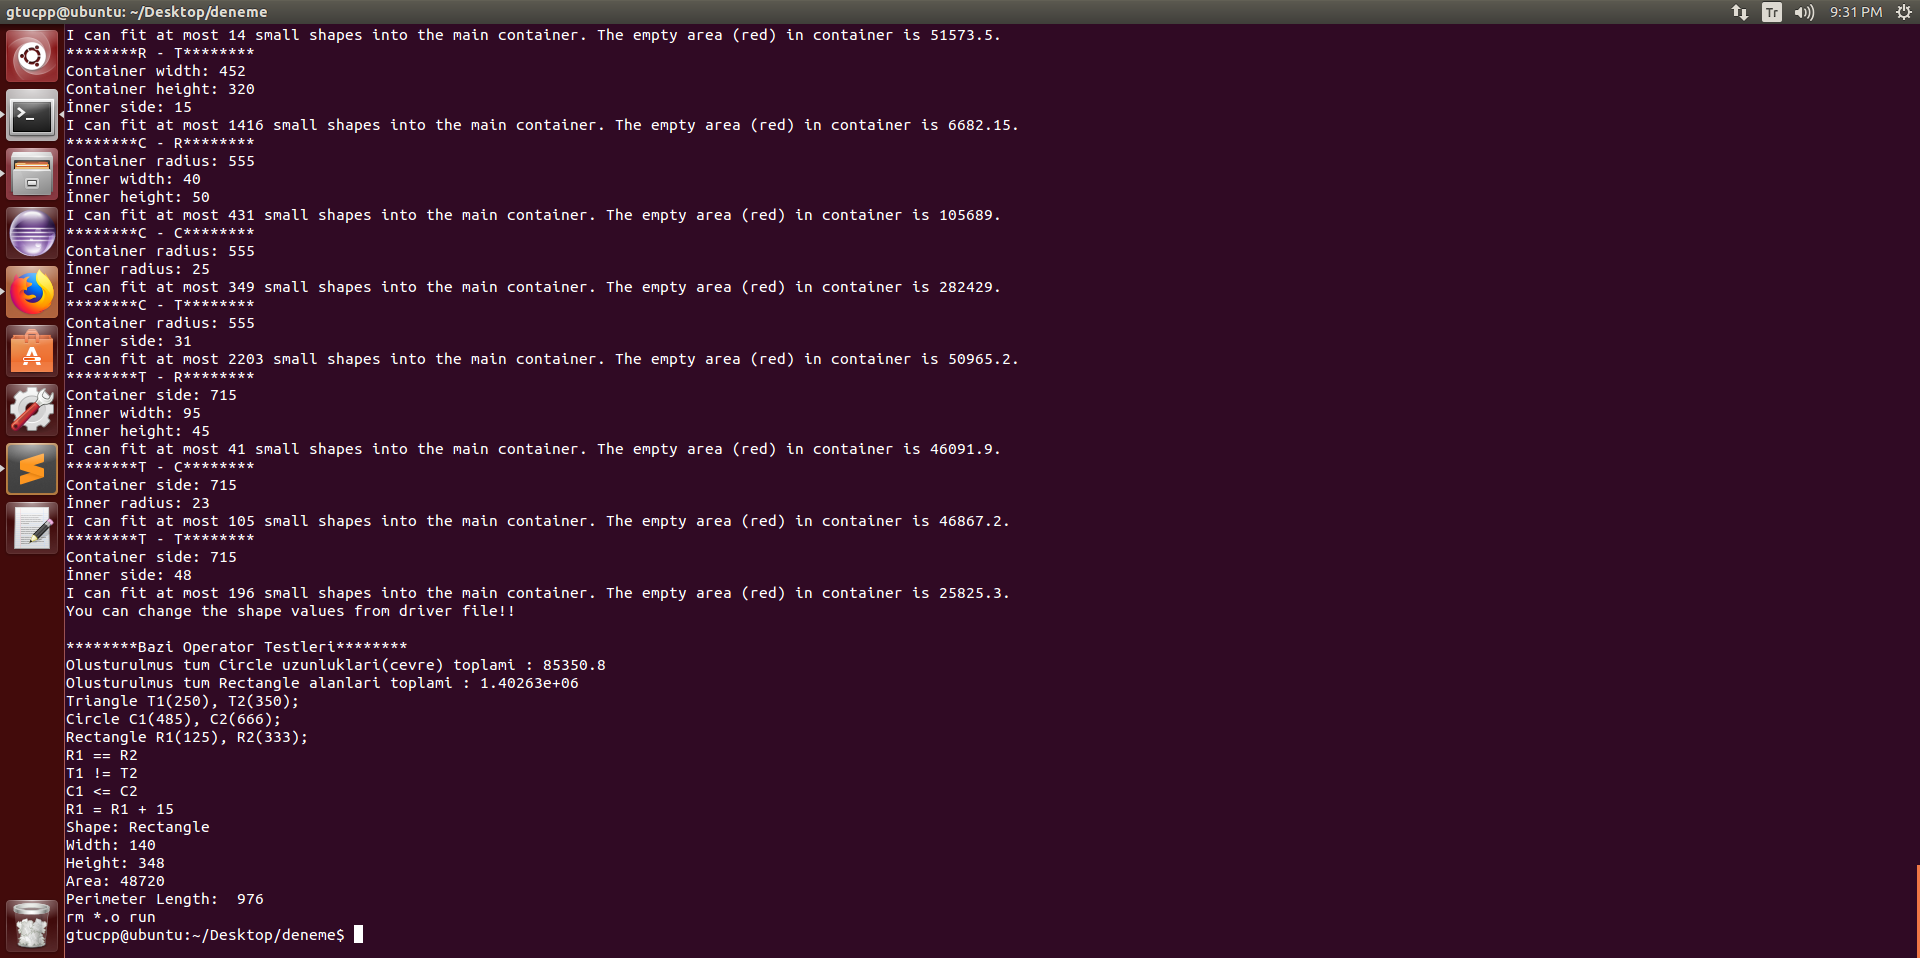 gtucpp@ubuntu: ~/Desktop/deneme
Tr
9:31 PM
I can fit at most 14 small shapes into the main container. The empty area (red) in container is 51573.5.
********R - T********
Container width: 452
Container height: 320
İnner side: 15
I can fit at most 1416 small shapes into the main container. The empty area (red) in container is 6682.15.
********C - R********
Container radius: 555
İnner width: 40
İnner height: 50
I can fit at most 431 small shapes into the main container. The empty area (red) in container is 105689.
********C - C********
Container radius: 555
İnner radius: 25
I can fit at most 349 small shapes into the main container. The empty area (red) in container is 282429.
********C - T********
Container radius: 555
İnner side: 31
I can fit at most 2203 small shapes into the main container. The empty area (red) in container is 50965.2.
********T - R********
Container side: 715
İnner width: 95
İnner height: 45
I can fit at most 41 small shapes into the main container. The empty area (red) in container is 46091.9.
********T - C********
Container side: 715
İnner radius: 23
I can fit at most 105 small shapes into the main container. The empty area (red) in container is 46867.2.
********T - T********
Container side: 715
İnner side: 48
I can fit at most 196 small shapes into the main container. The empty area (red) in container is 25825.3.
You can change the shape values from driver file!!
********Bazi Operator Testleri********
Olusturulmus tum Circle uzunluklari(cevre) toplami : 85350.8
Olusturulmus tum Rectangle alanlari toplami : 1.40263e+06
Triangle T1(250), T2(350);
Circle C1(485), C2(666);
Rectangle R1(125), R2(333);
R1 == R2
T1 != T2
C1 <= C2
R1 = R1 + 15
Shape: Rectangle
Width: 140
Height: 348
Area: 48720
Perimeter Length:  976
rm *.o run
gtucpp@ubuntu:~/Desktop/deneme$